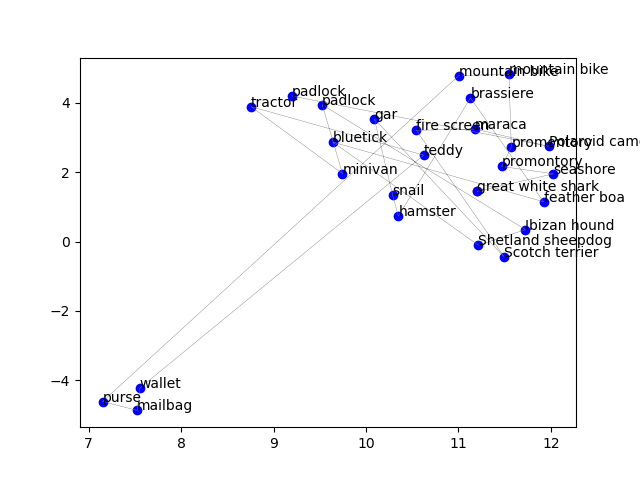 mountain bike
mountain bike
padlock
brassiere
tractor
padlock
gar
fire screen
maraca
bluetick
promontory
Polaroid came
teddy
promontory
minivan
seashore
great white shark
snail
feather boa
hamster
Ibizan hound
Shetland sheepdog
Scotch terrier
wallet
purse
mailbag
4
2
0
−2
−4
7
8
9
10
11
12